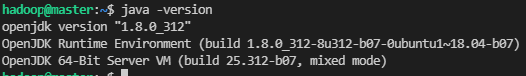 hadoop@master:~$ java -version
openjdk version "1.8.0_312"
OpenJDK Runtime Environment (build 1.8.0_312-8u312-b07-0ubuntu1~18.04-b07)
OpenJDK 64-Bit Server VM (build 25.312-b07, mixed mode)